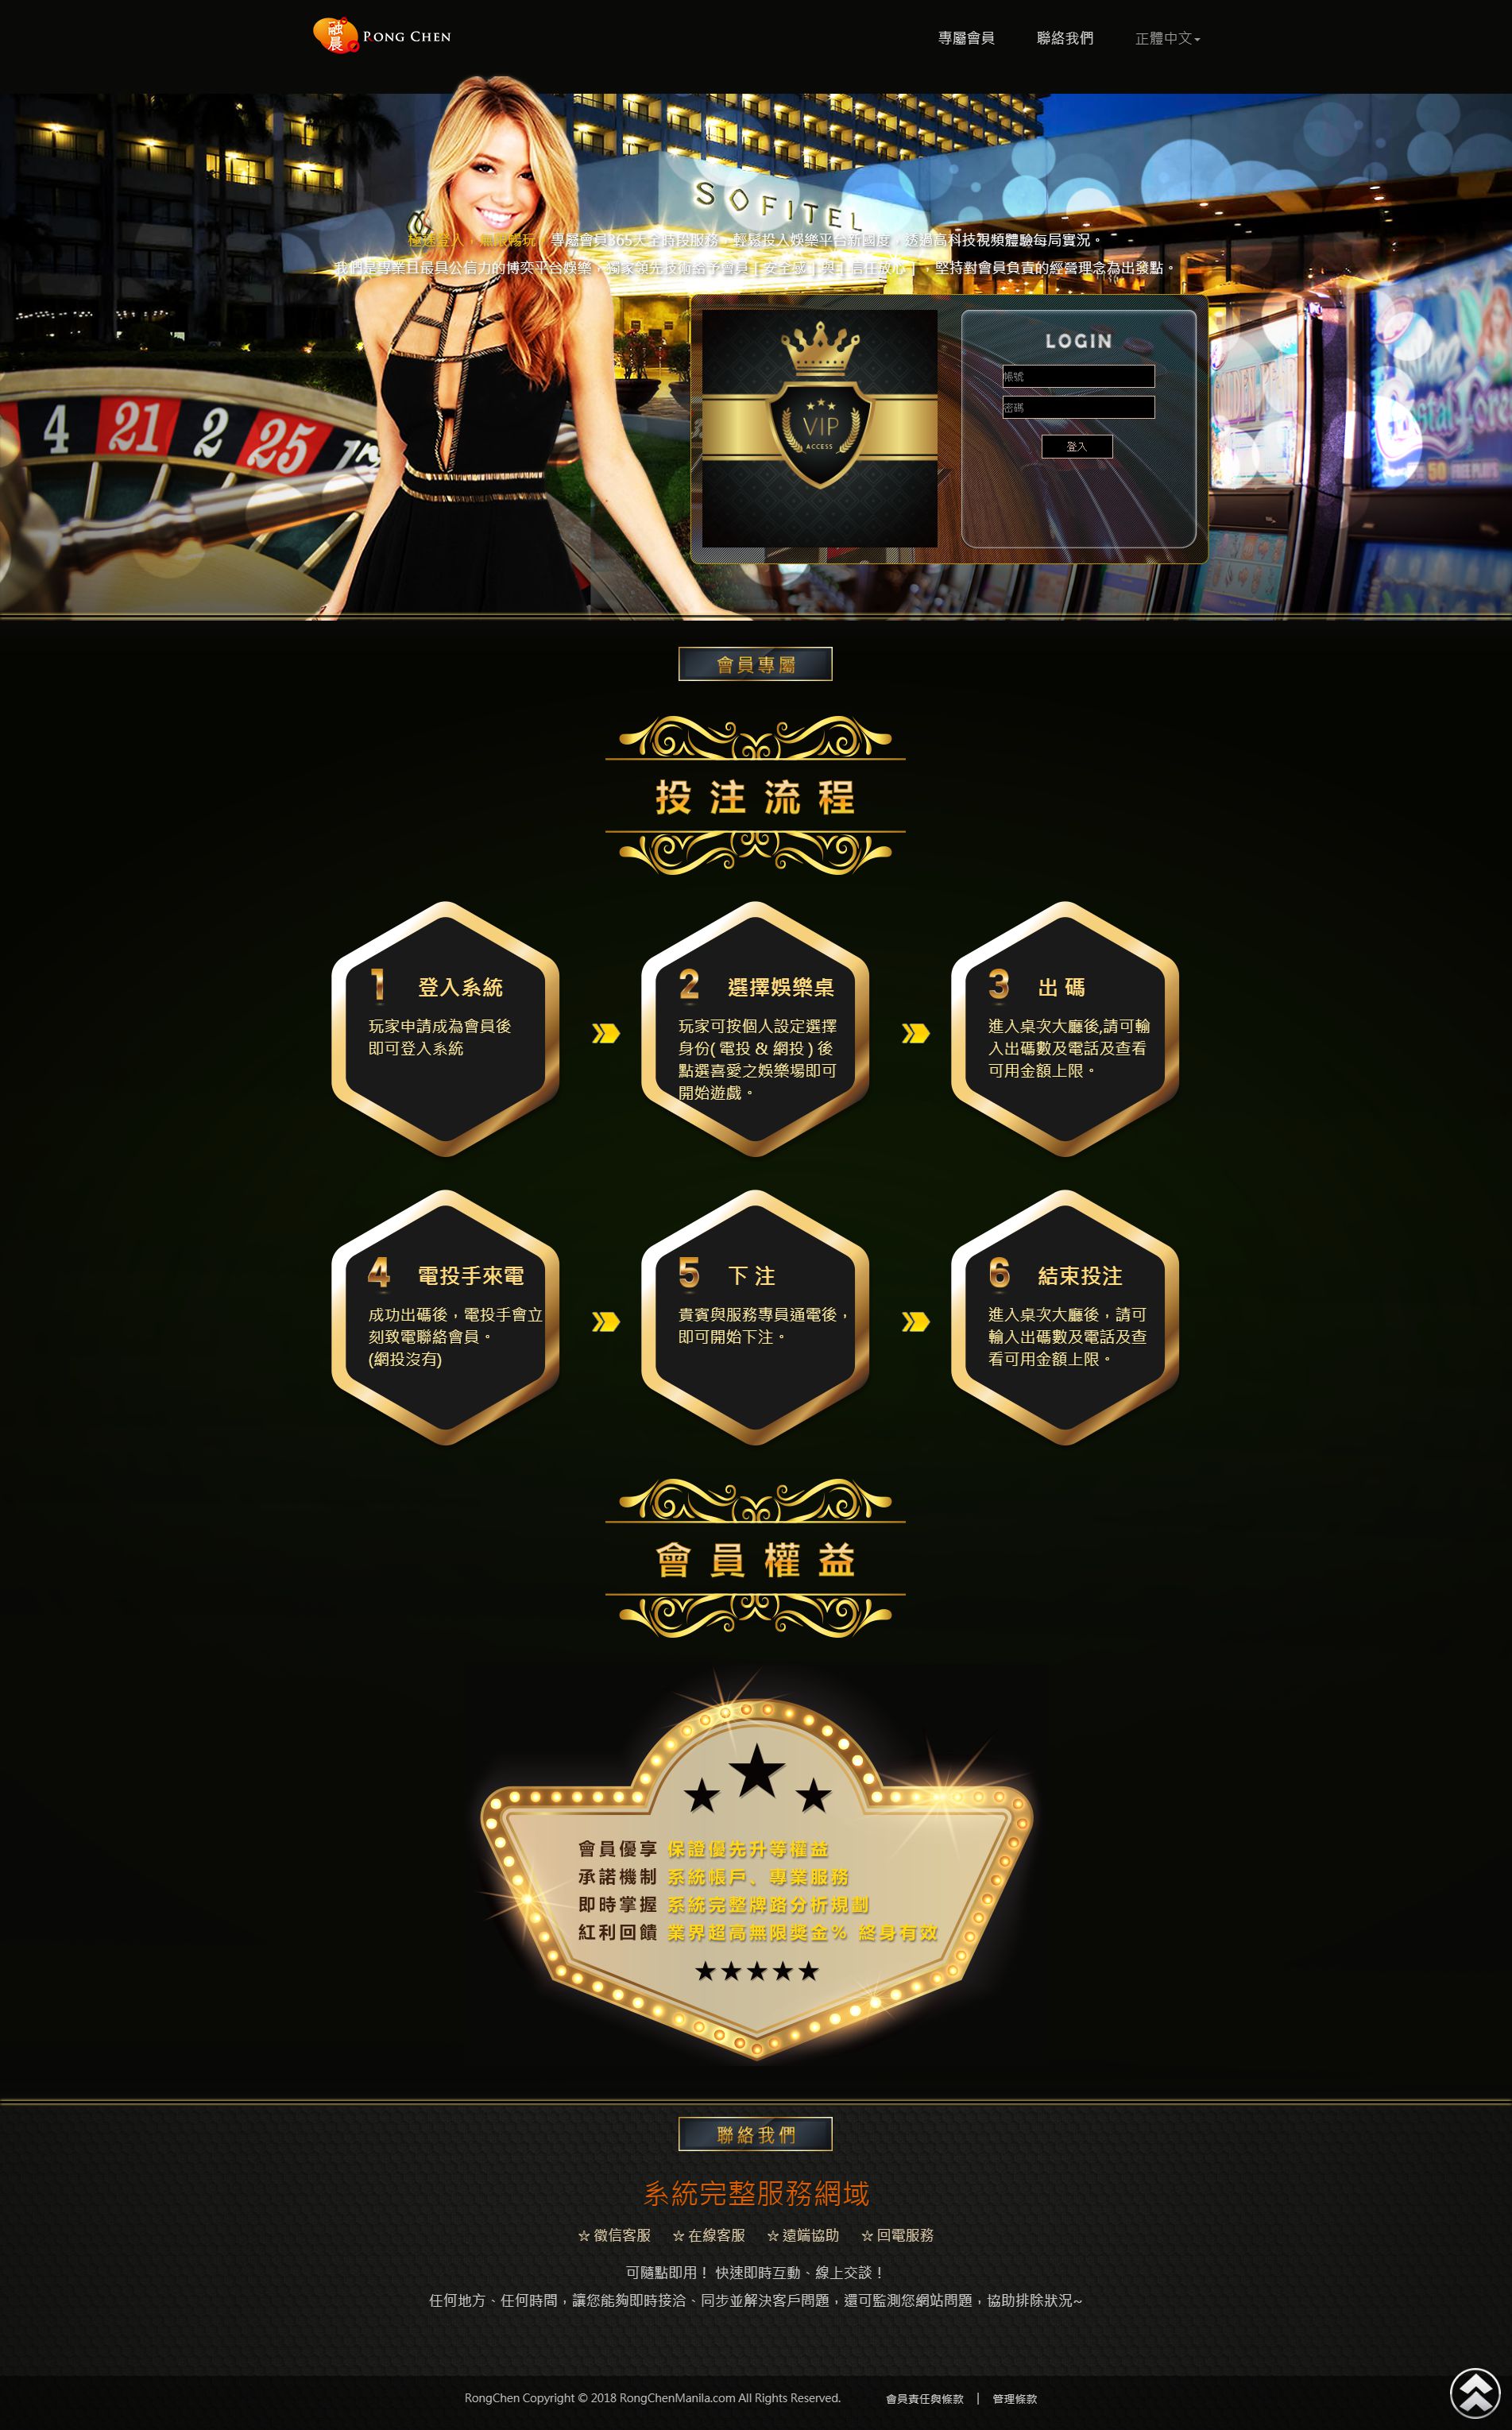 融晨 RONG CHEN
專屬會員 聯絡我們 正體中文
SOFITEL
極速登入，無限暢玩！專屬會員365天全時段服務，輕鬆投入娛樂平台新國度，透過高科技視頻體驗每局實況。
我們是專業且最具公信力的博奕平台娛樂，獨家領先技術給予會員「安全感」與「信任放心」，堅持對會員負責的經營理念為出發點。
4 21 2 25
VIP
ACCESS
LOGIN
帳號
密碼
登入
50 FREE PLAYS
會員專屬
投注流程
1 登入系統
玩家申請成為會員後
即可登入系統
2 選擇娛樂桌
玩家可按個人設定選擇
身份( 電投 & 網投 ) 後
點選喜愛之娛樂場即可
開始遊戲。
3 出 碼
進入桌次大廳後,請可輸
入出碼數及電話及查看
可用金額上限。
4 電投手來電
成功出碼後，電投手會立
刻致電聯絡會員。
(網投沒有)
5 下 注
貴賓與服務專員通電後，
即可開始下注。
6 結束投注
進入桌次大廳後，請可
輸入出碼數及電話及查
看可用金額上限。
會員權益
會員優享 保證優先升等權益
承諾機制 系統帳戶、專業服務
即時掌握 系統完整牌路分析規劃
紅利回饋 業界超高無限獎金% 終身有效
聯絡我們
系統完整服務網域
☆ 徵信客服 ☆ 在線客服 ☆ 遠端協助 ☆ 回電服務
可隨點即用！ 快速即時互動、線上交談！
任何地方、任何時間，讓您能夠即時接洽、同步並解決客戶問題，還可監測您網站問題，協助排除狀況~
RongChen Copyright © 2018 RongChenManila.com All Rights Reserved. 會員責任與條款 | 管理條款